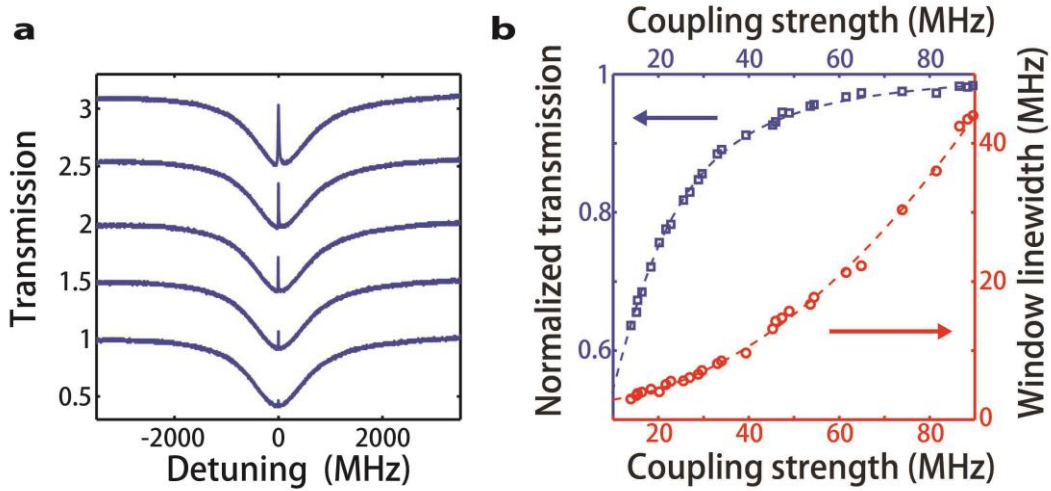 a
Transmission
3
2.5
2
1.5
1
0.5
-2000 0 2000
Detuning (MHz)
b
Coupling strength (MHz)
20 40 60 80
Normalized transmission
1
0.8
0.6
Window linewidth (MHz)
40
20
0
20 40 60 80
Coupling strength (MHz)